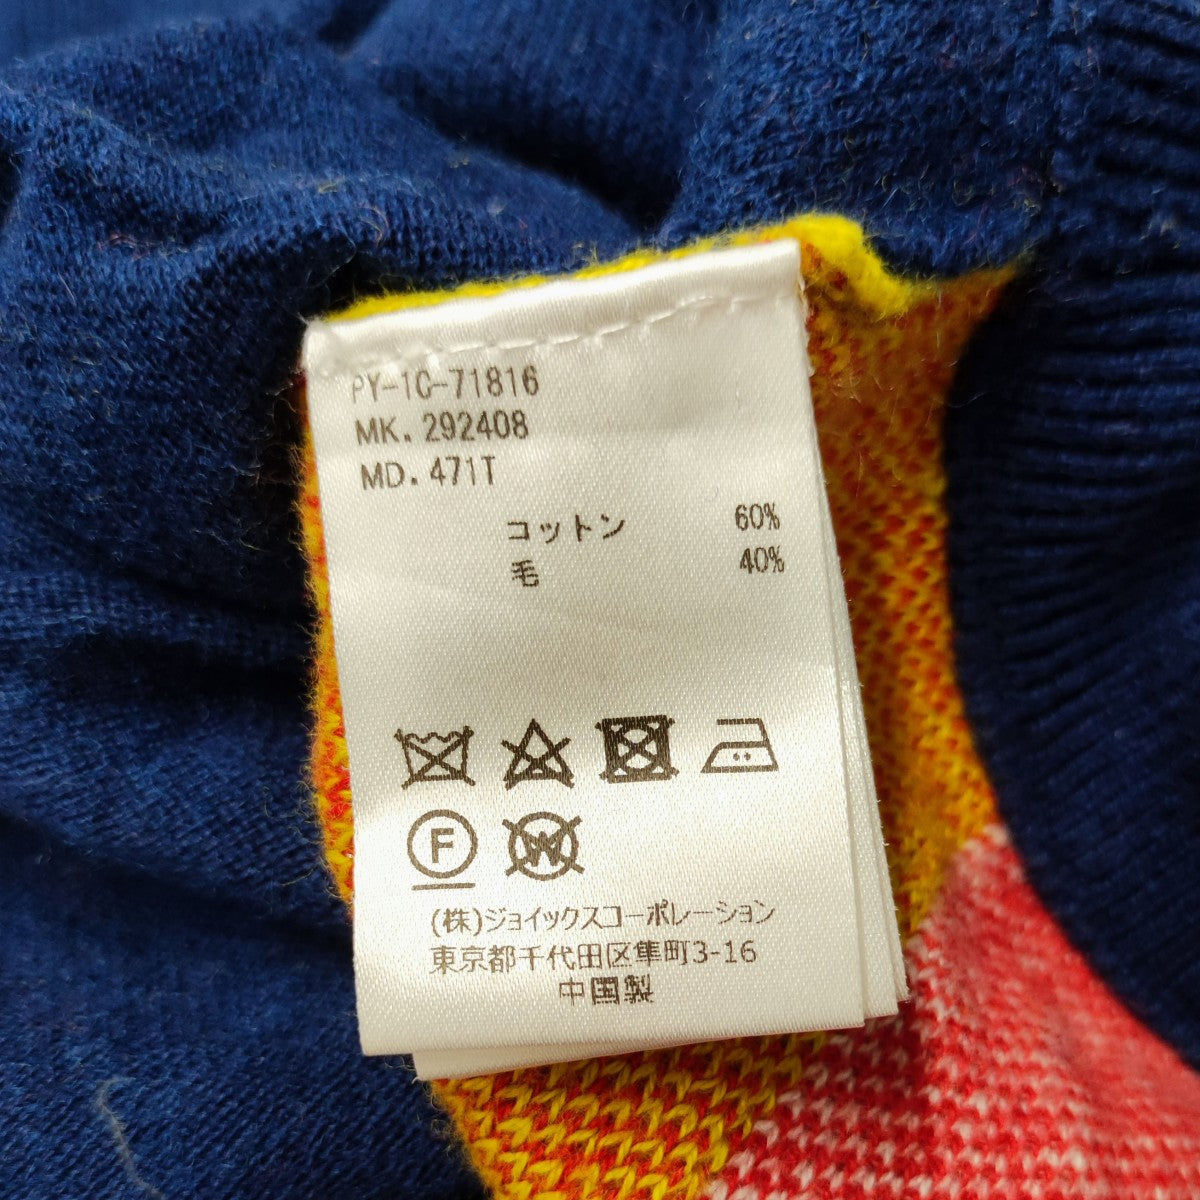 PY-1C-71816
MK. 292408
MD. 471T
コットン 60%
毛 40%
F W
(株)ジョイックスコーポレーション
東京都千代田区隼町3-16
中国製